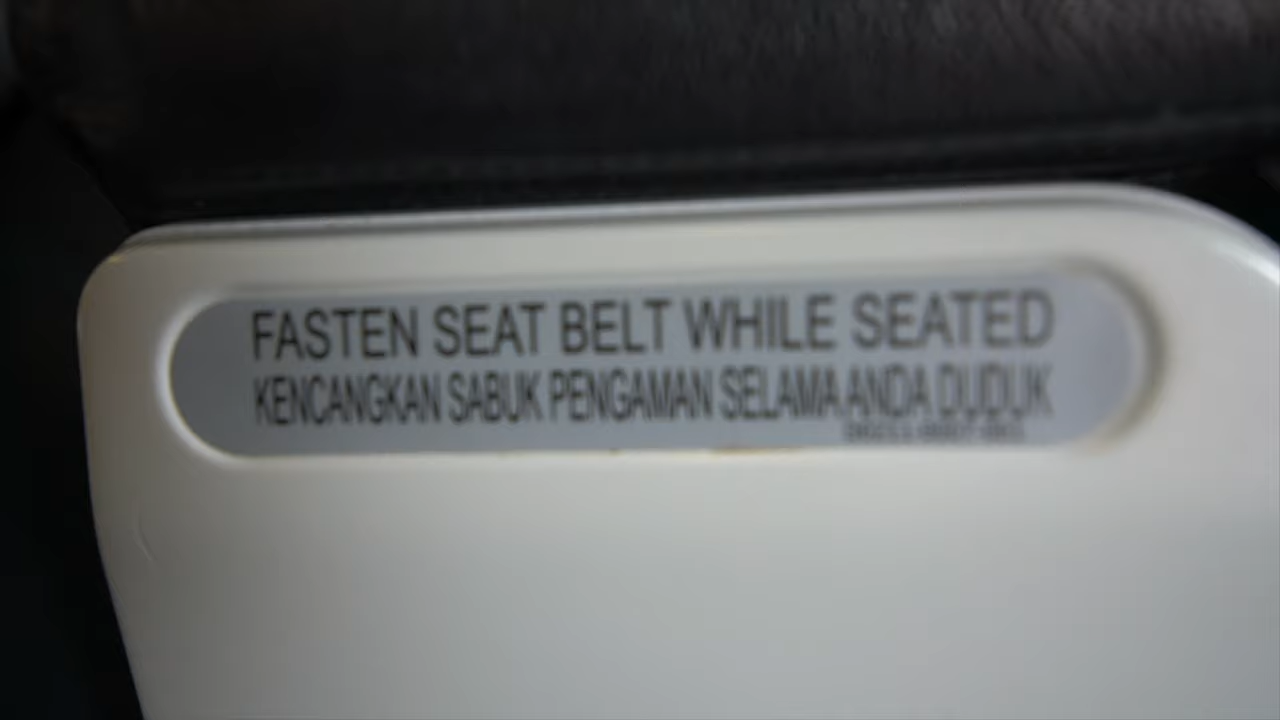 FASTEN SEAT BELT WHILE SEATED
KENCANGKAN SABUK PENGAMAN SELAMA ANDA DUDUK